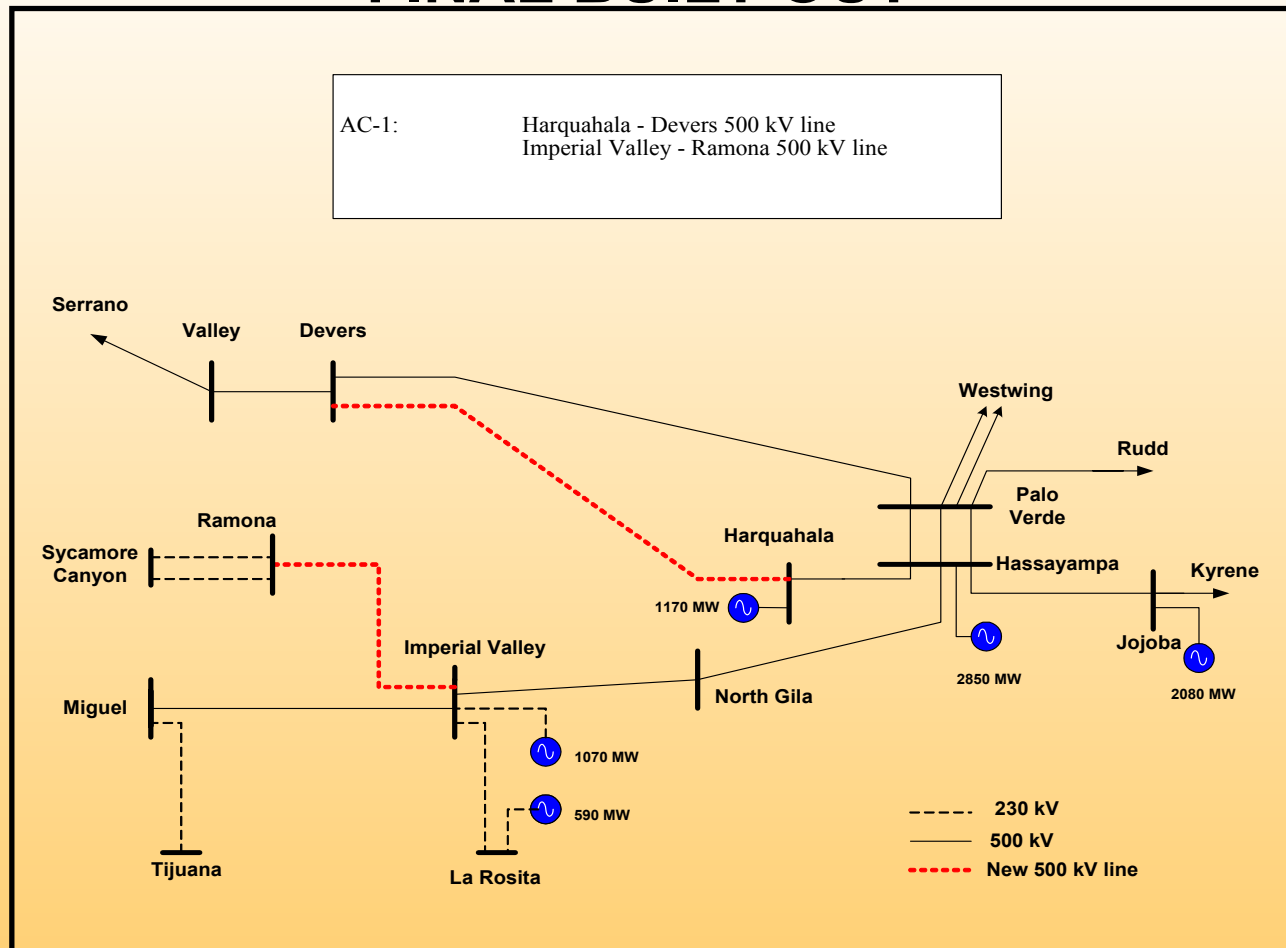 AC-1: Harquahala - Devers 500 kV line
Imperial Valley - Ramona 500 kV line
Serrano
Valley
Devers
Westwing
Rudd
Palo
Verde
Ramona
Harquahala
Sycamore
Canyon
Hassayampa
Kyrene
1170 MW
Jojoba
Imperial Valley
2850 MW
2080 MW
North Gila
Miguel
1070 MW
590 MW
230 kV
500 kV
New 500 kV line
Tijuana
La Rosita